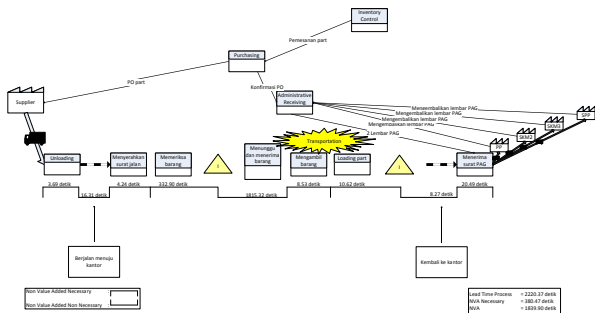 Inventory
Control
Pemesanan part
Purchasing
PO part
Konfirmasi PO
Supplier
Administrative
Receiving
Mengembalikan lembar PAG
Mengembalikan lembar PAG
Mengembalikan lembar PAG
2 Lembar PAG
SPP
SKM3
SKM2
PP
Transportation
Unloading
Menyerahkan
surat jalan
Memeriksa
barang
I
Menunggu
dan menerima
barang
Mengambil
barang
Loading part
I
Menerima
surat PAG
3.69 detik
16.31 detik
4.24 detik
332.90 detik
1815.32 detik
8.53 detik
10.62 detik
8.27 detik
20.49 detik
Berjalan menuju
kantor
Kembali ke kantor
Non Value Added Necessary :
Non Value Added Non Necessary :
Lead Time Process = 2220.37 detik
NVA Necessary = 380.47 detik
NVA = 1839.90 detik